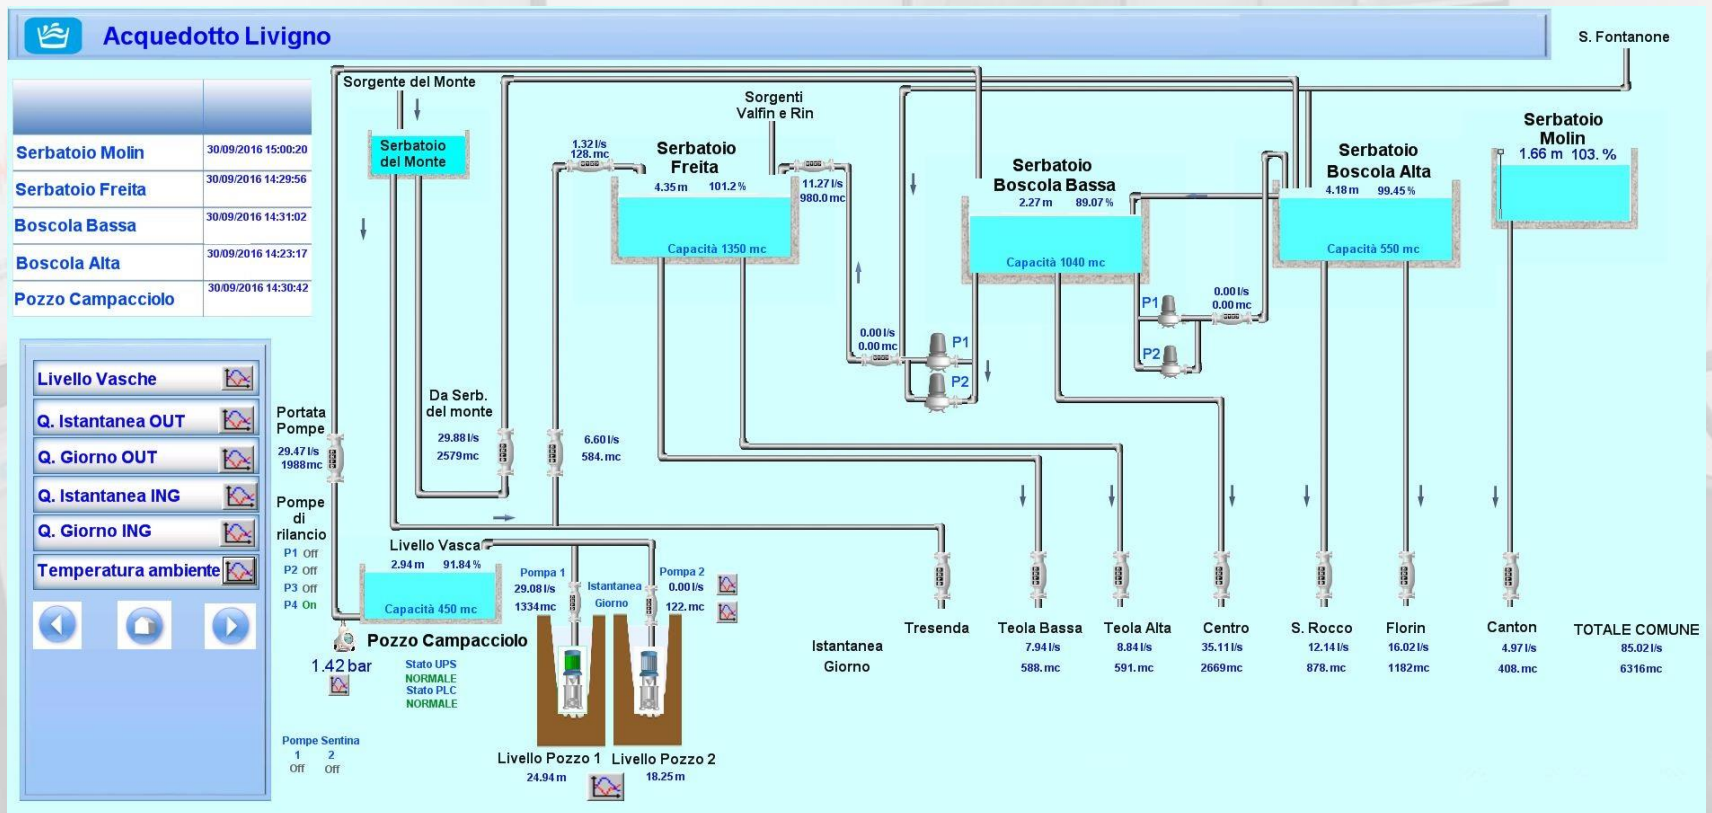 Acquedotto Livigno
S. Fontanone
Serbatoio Molin 30/09/2016 15:00:20
Serbatoio Freita 30/09/2016 14:29:56
Boscola Bassa 30/09/2016 14:31:02
Boscola Alta 30/09/2016 14:23:17
Pozzo Campacciolo 30/09/2016 14:30:42
Livello Vasche
Q. Istantanea OUT
Q. Giorno OUT
Q. Istantanea ING
Q. Giorno ING
Temperatura ambiente
Sorgente del Monte
Serbatoio
del Monte
1.32 l/s
128. mc
Serbatoio
Freita
4.35 m 101.2 %
Capacità 1350 mc
Sorgenti
Valfin e Rin
11.27 l/s
980.0 mc
Serbatoio
Boscola Bassa
2.27 m 89.07 %
Capacità 1040 mc
Serbatoio
Boscola Alta
4.18 m 99.45 %
Capacità 550 mc
Serbatoio
Molin
1.66 m 103. %
P1
P2
0.00 l/s
0.00 mc
0.00 l/s
0.00 mc
P1
P2
Portata
Pompe
29.47 l/s
1988 mc
Da Serb.
del monte
29.88 l/s
2579 mc
6.60 l/s
584. mc
Pompe
di
rilancio
P1 Off
P2 Off
P3 Off
P4 On
Livello Vasca
2.94 m 91.84 %
Capacità 450 mc
Pozzo Campacciolo
1.42 bar
Stato UPS
NORMALE
Stato PLC
NORMALE
Pompa 1
29.08 l/s
1334 mc
Istantanea
Giorno
Pompa 2
0.00 l/s
122. mc
Pompe Sentina
1 2
Off Off
Livello Pozzo 1 Livello Pozzo 2
24.94 m 18.25 m
Tresenda Teola Bassa Teola Alta Centro S. Rocco Florin Canton TOTALE COMUNE
Istantanea 7.94 l/s 8.84 l/s 35.11 l/s 12.14 l/s 16.02 l/s 4.97 l/s 85.02 l/s
Giorno 588. mc 591. mc 2669 mc 878. mc 1182 mc 408. mc 6316 mc